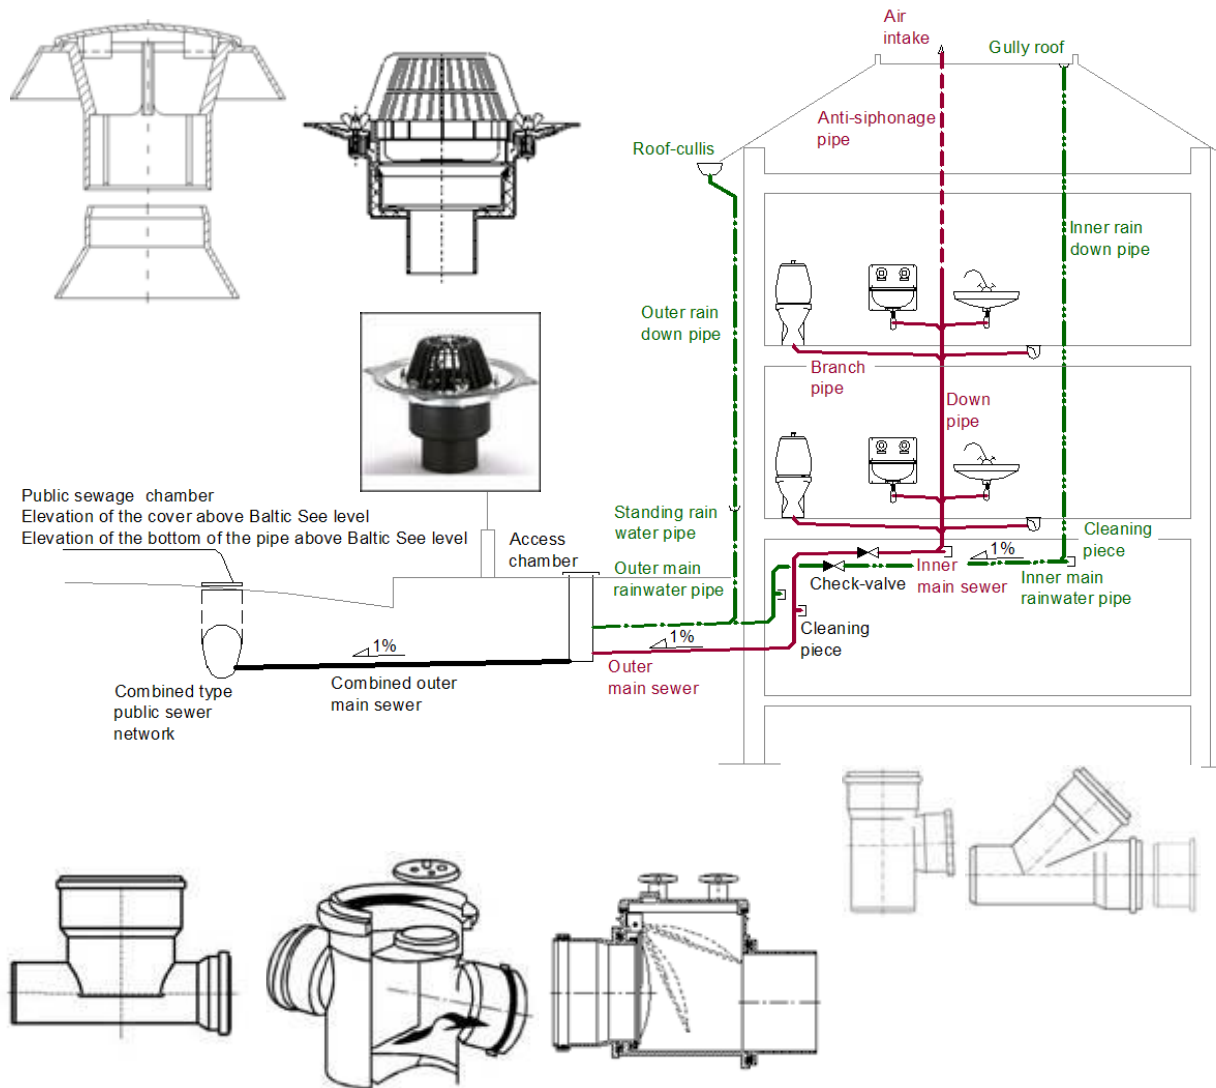 Air
intake
Gully roof
Anti-siphonage
pipe
Roof-cullis
Inner rain
down pipe
Outer rain
down pipe
Branch
pipe
Down
pipe
Public sewage chamber
Elevation of the cover above Baltic See level
Elevation of the bottom of the pipe above Baltic See level
Access
chamber
Standing rain
water pipe
Outer main
rainwater pipe
Cleaning
piece
1%
Check-valve
Inner
main sewer
Inner main
rainwater pipe
Cleaning
piece
1%
1%
Outer
main sewer
Combined outer
main sewer
Combined type
public sewer
network